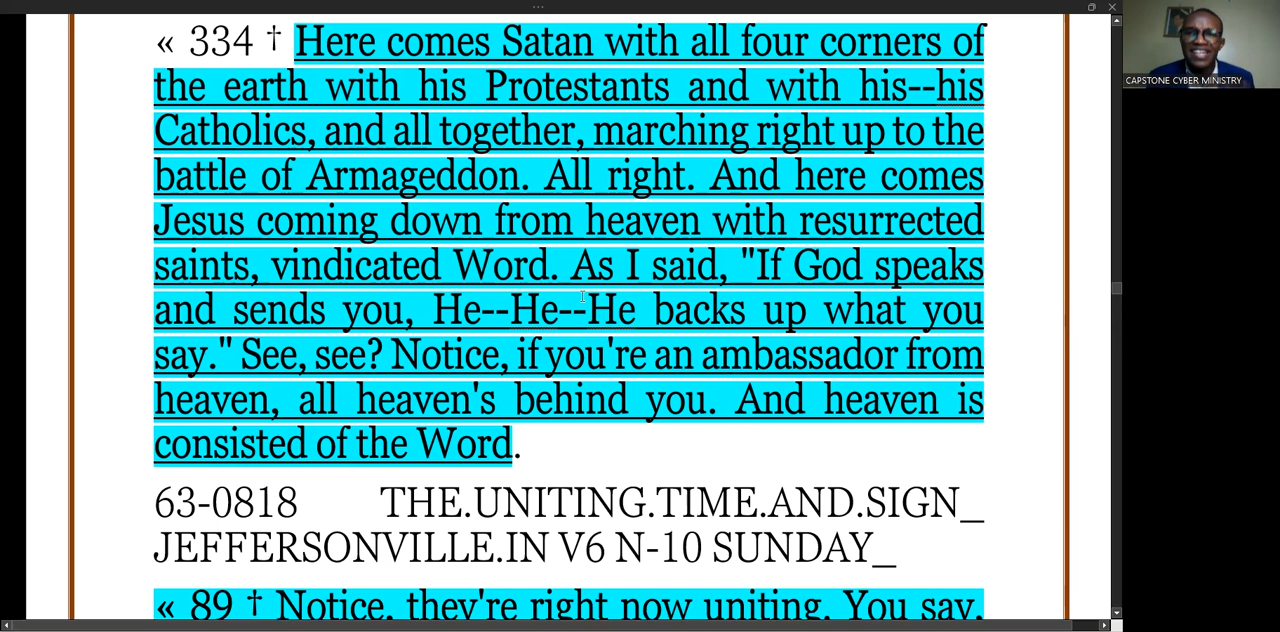 « 334 † Here comes Satan with all four corners of
the earth with his Protestants and with his--his
Catholics, and all together, marching right up to the
battle of Armageddon. All right. And here comes
Jesus coming down from heaven with resurrected
saints, vindicated Word. As I said, "If God speaks
and sends you, He--He--He backs up what you
say." See, see? Notice, if you're an ambassador from
heaven, all heaven's behind you. And heaven is
consisted of the Word.
63-0818 THE.UNITING.TIME.AND.SIGN_
JEFFERSONVILLE.IN V6 N-10 SUNDAY_
« 89 † Notice, they're right now uniting. You say,
CAPSTONE CYBER MINISTRY